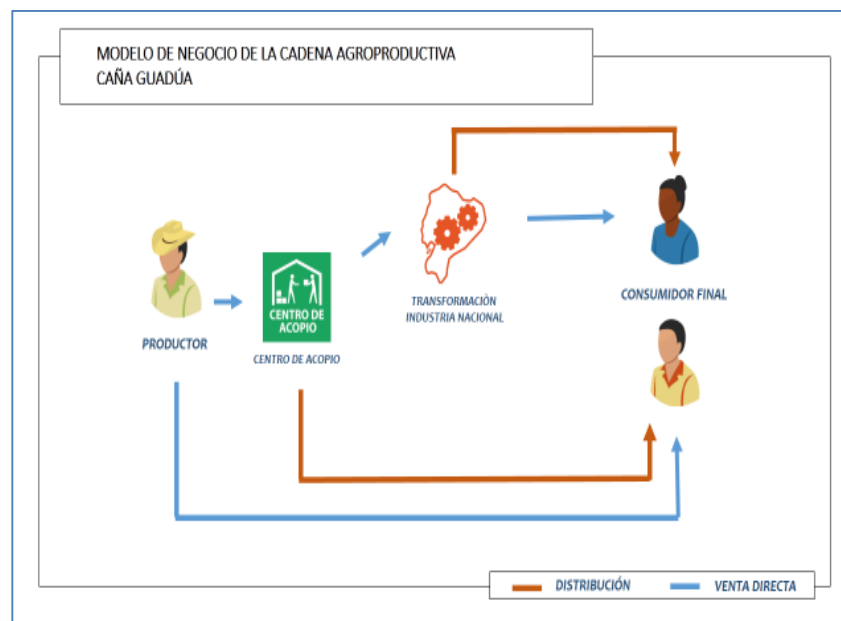 MODELO DE NEGOCIO DE LA CADENA AGROPRODUCTIVA
CAÑA GUADÚA
PRODUCTOR
CENTRO DE
ACOPIO
CENTRO DE ACOPIO
TRANSFORMACIÒN
INDUSTRIA NACIONAL
CONSUMIDOR FINAL
DISTRIBUCIÓN
VENTA DIRECTA